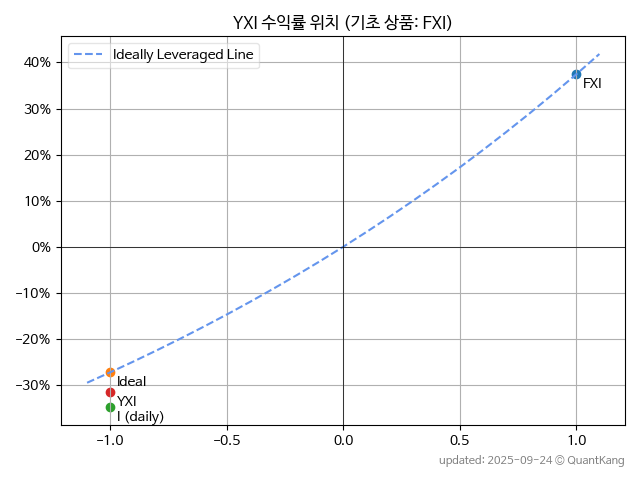 YXI 수익률 위치 (기초 상품: FXI)
Ideally Leveraged Line
40%
30%
20%
10%
0%
-10%
-20%
-30%
FXI
Ideal
YXI
I (daily)
-1.0
-0.5
0.0
0.5
1.0
updated: 2025-09-24 © QuantKang